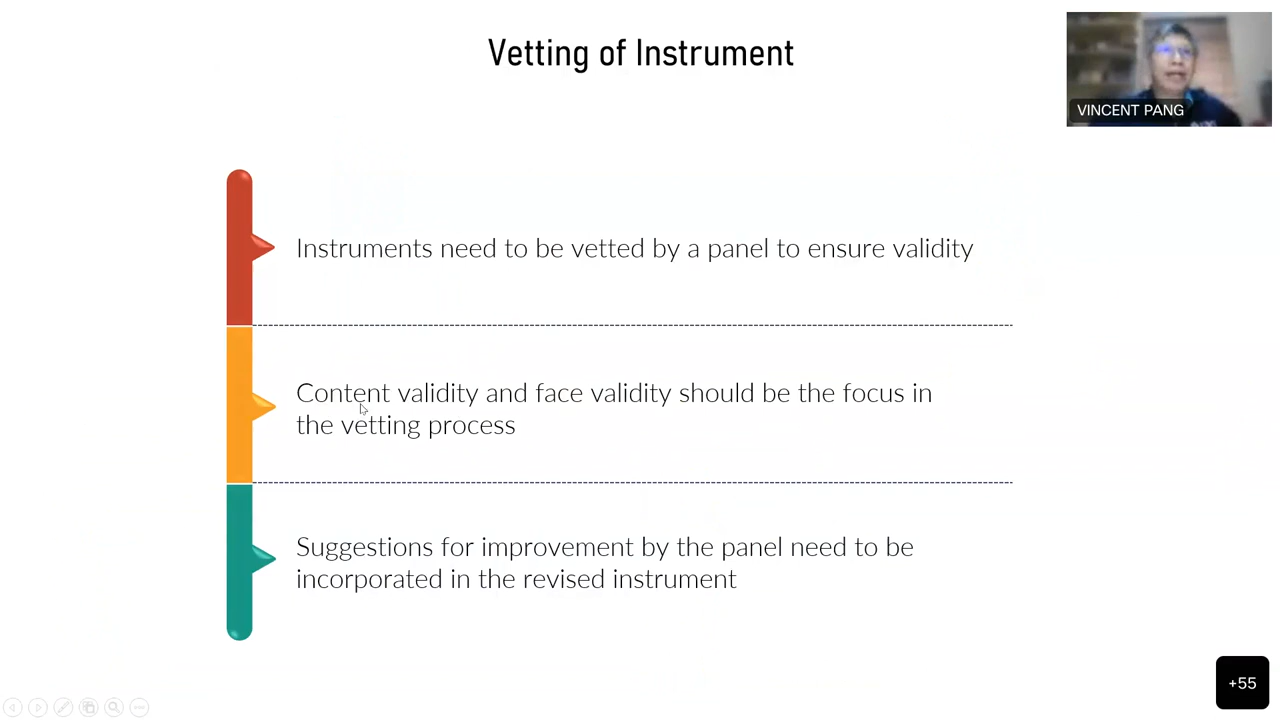 Vetting of Instrument
VINCENT PANG
Instruments need to be vetted by a panel to ensure validity
Content validity and face validity should be the focus in
the vetting process
Suggestions for improvement by the panel need to be
incorporated in the revised instrument
+55